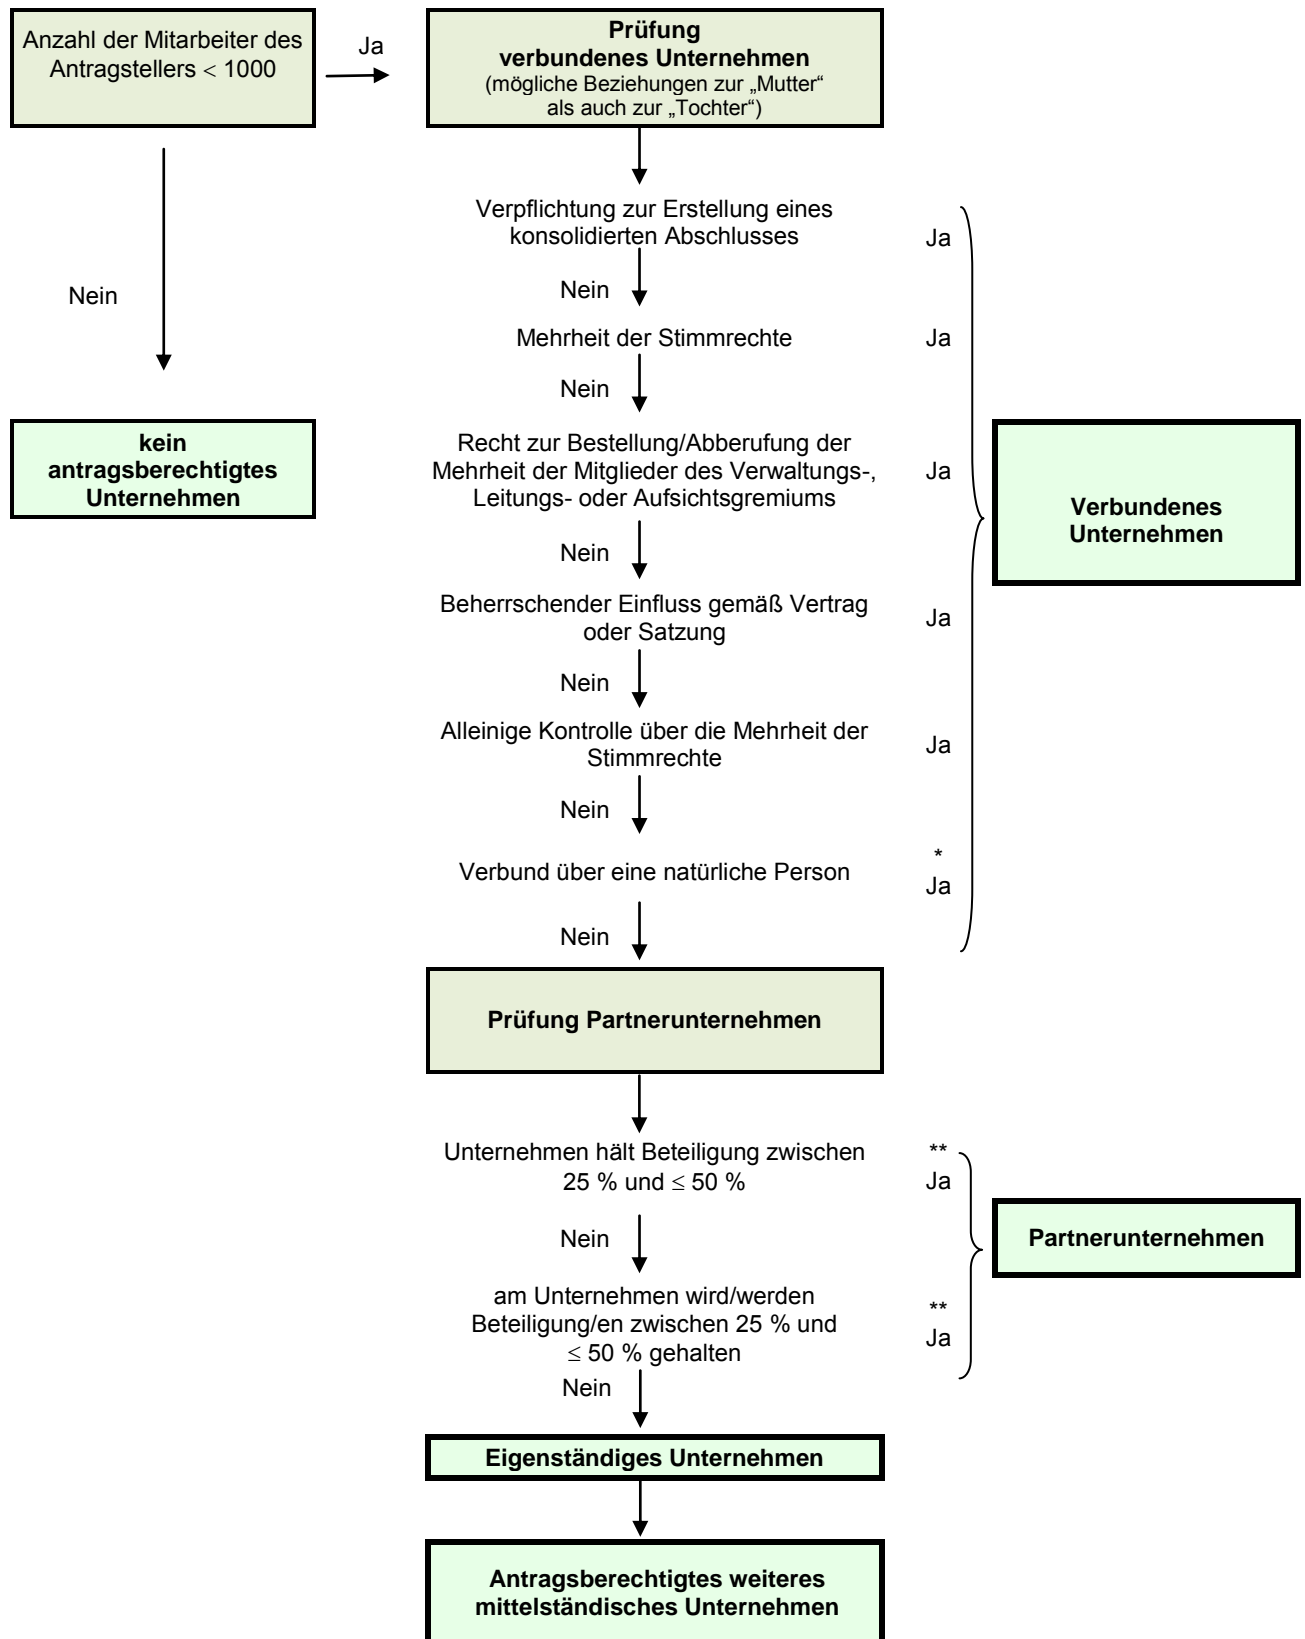 Anzahl der Mitarbeiter des
Antragstellers < 1000
Ja
Prüfung
verbundenes Unternehmen
(mögliche Beziehungen zur „Mutter“
als auch zur „Tochter“)
Verpflichtung zur Erstellung eines
konsolidierten Abschlusses
Ja
Nein
Nein
Mehrheit der Stimmrechte
Ja
Nein
kein
antragsberechtigtes
Unternehmen
Recht zur Bestellung/Abberufung der
Mehrheit der Mitglieder des Verwaltungs-,
Leitungs- oder Aufsichtsgremiums
Ja
Verbundenes
Unternehmen
Nein
Beherrschender Einfluss gemäß Vertrag
oder Satzung
Ja
Nein
Alleinige Kontrolle über die Mehrheit der
Stimmrechte
Ja
Nein
Verbund über eine natürliche Person
*
Ja
Nein
Prüfung Partnerunternehmen
Unternehmen hält Beteiligung zwischen
25 % und ≤ 50 %
**
Ja
Nein
Partnerunternehmen
am Unternehmen wird/werden
Beteiligung/en zwischen 25 % und
≤ 50 % gehalten
**
Ja
Nein
Eigenständiges Unternehmen
Antragsberechtigtes weiteres
mittelständisches Unternehmen